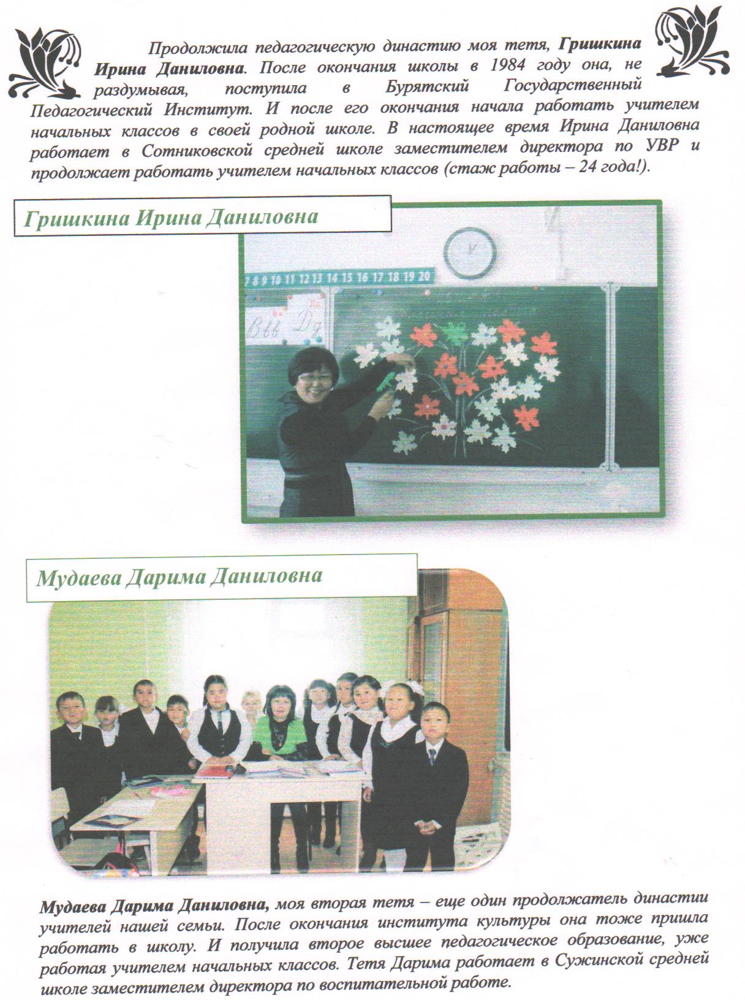 Продолжила педагогическую династию моя тетя, Гришкина
Ирина Даниловна. После окончания школы в 1984 году она, не
раздумывая, поступила в Бурятский Государственный
Педагогический Институт. И после его окончания начала работать учителем
начальных классов в своей родной школе. В настоящее время Ирина Даниловна
работает в Сотниковской средней школе заместителем директора по УВР и
продолжает работать учителем начальных классов (стаж работы – 24 года!).
Гришкина Ирина Даниловна
7 8 9 10 11 12 13 14 15 16 17 18 19 20
Ва Да
Ввв Дд
Мудаева Дарима Даниловна
Мудаева Дарима Даниловна, моя вторая тетя – еще один продолжатель династии
учителей нашей семьи. После окончания института культуры она тоже пришла
работать в школу. И получила второе высшее педагогическое образование, уже
работая учителем начальных классов. Тетя Дарима работает в Сужинской средней
школе заместителем директора по воспитательной работе.